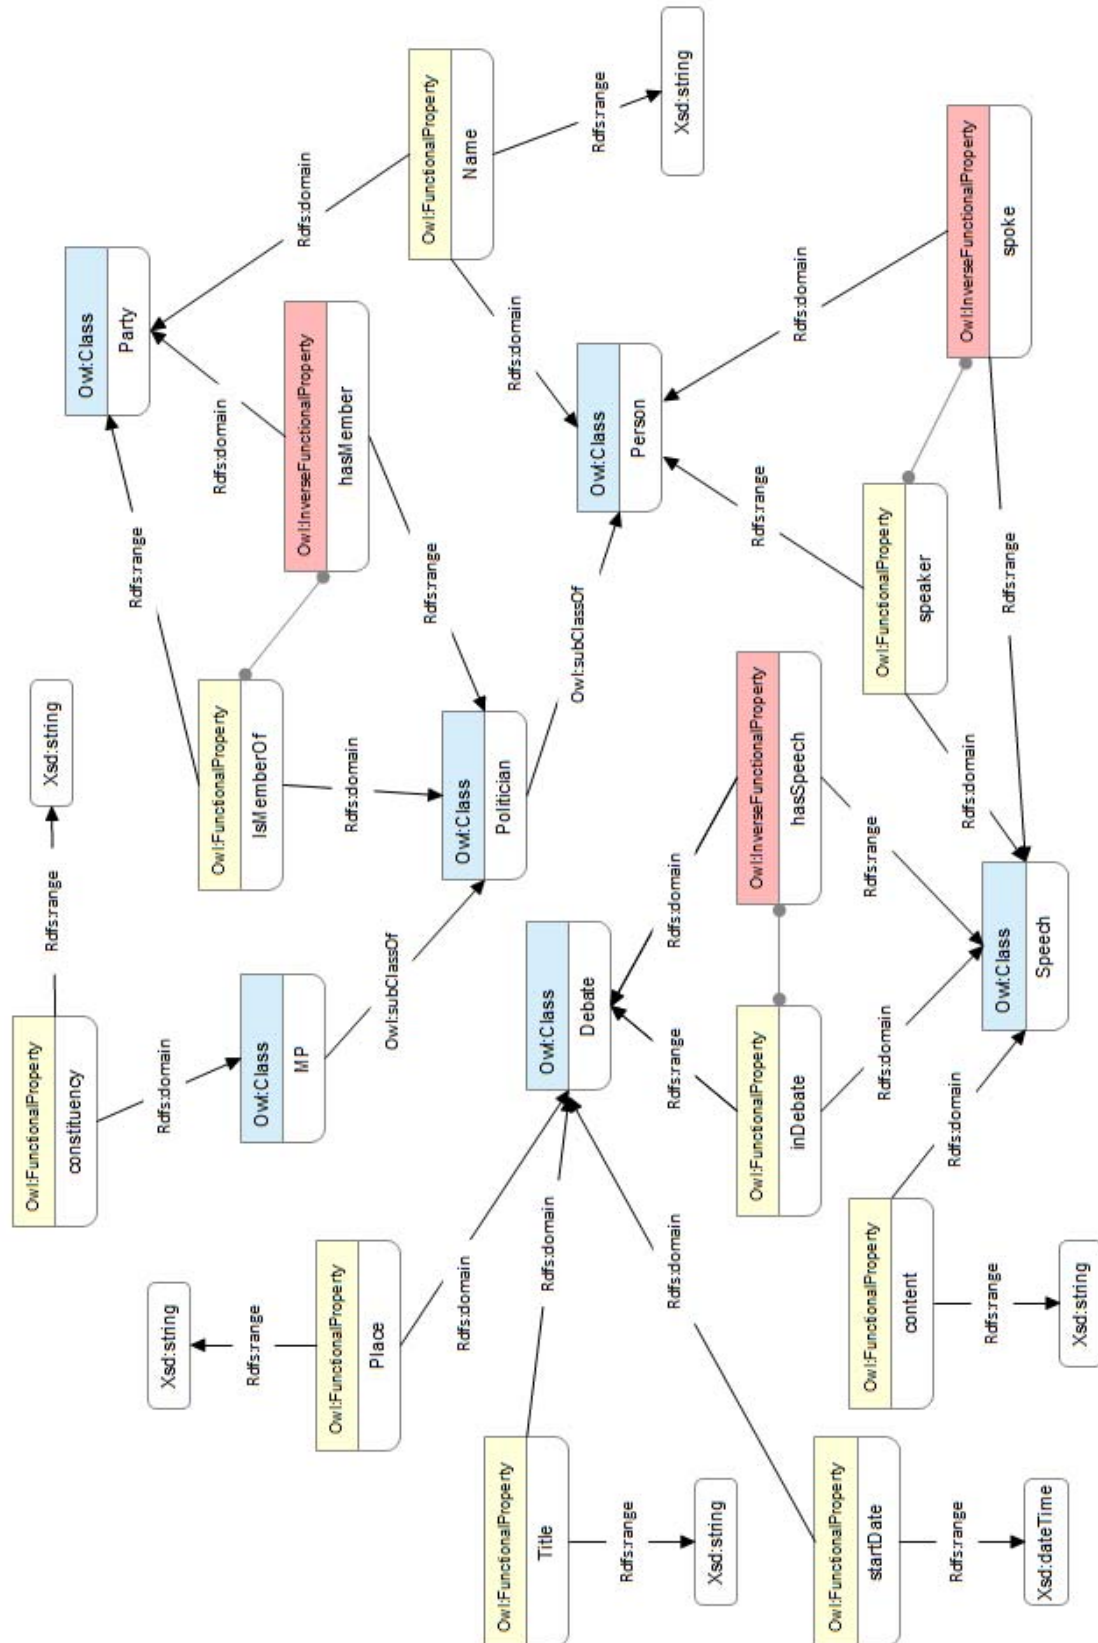 Owl:FunctionalProperty
constituency
Rdfs:range
Xsd:string
Owl:Class
Party
Rdfs:domain
Rdfs:range
Xsd:string
Rdfs:range
Owl:FunctionalProperty
IsMemberOf
Rdfs:domain
Owl:Class
MP
Owl:InverseFunctionalProperty
hasMember
Rdfs:domain
Owl:FunctionalProperty
Place
Rdfs:domain
Owl:subClassOf
Rdfs:domain
Rdfs:range
Owl:FunctionalProperty
Name
Owl:Class
Politician
Rdfs:domain
Owl:FunctionalProperty
Title
Rdfs:domain
Rdfs:domain
Owl:Class
Debate
Owl:subClassOf
Owl:Class
Person
Rdfs:range
Rdfs:range
Rdfs:domain
Rdfs:range
Rdfs:domain
Xsd:string
Xsd:string
Owl:FunctionalProperty
inDebate
Owl:InverseFunctionalProperty
hasSpeech
Rdfs:range
Rdfs:domain
Owl:FunctionalProperty
startDate
Owl:FunctionalProperty
content
Rdfs:domain
Rdfs:range
Owl:FunctionalProperty
speaker
Rdfs:range
Rdfs:range
Rdfs:domain
Rdfs:domain
Owl:InverseFunctionalProperty
spoke
Owl:Class
Speech
Rdfs:range
Xsd:dateTime
Xsd:string